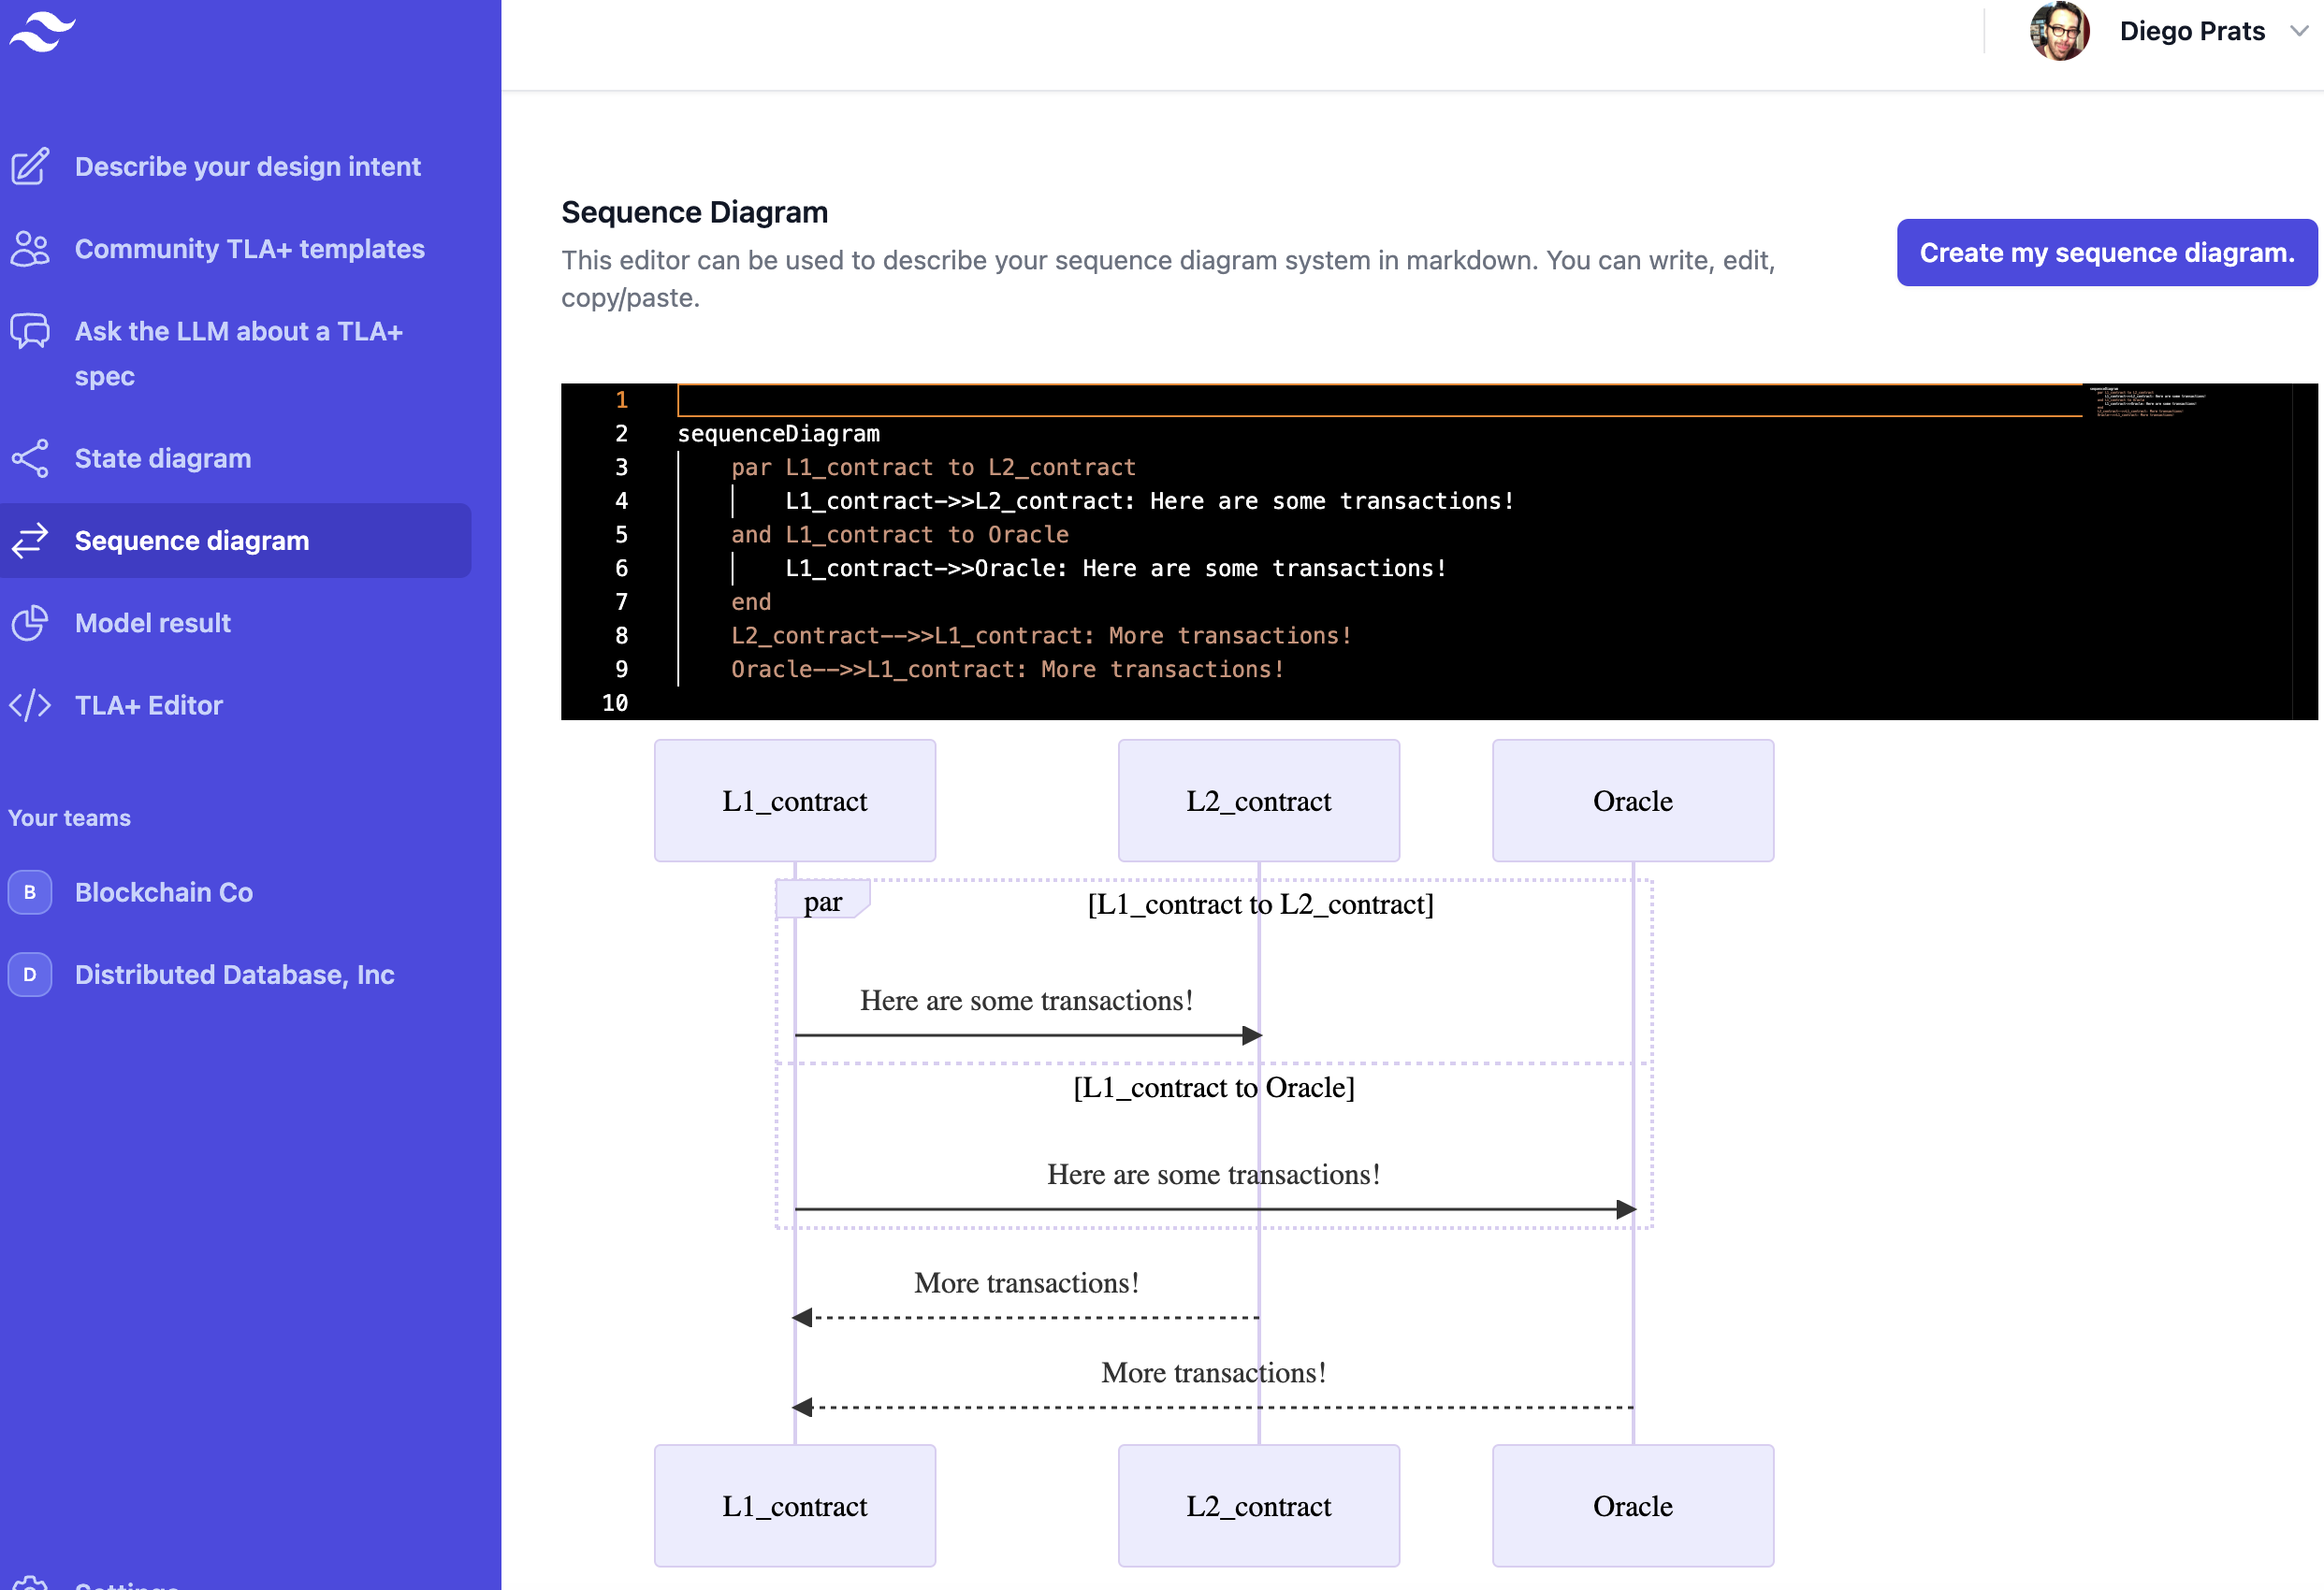 Diego Prats
Describe your design intent
Community TLA+ templates
Ask the LLM about a TLA+
spec
State diagram
Sequence diagram
Model result
TLA+ Editor
Your teams
B Blockchain Co
D Distributed Database, Inc
Settings
Sequence Diagram
This editor can be used to describe your sequence diagram system in markdown. You can write, edit,
copy/paste.
Create my sequence diagram.
1
2 sequenceDiagram
3 par L1_contract to L2_contract
4 L1_contract->>L2_contract: Here are some transactions!
5 and L1_contract to Oracle
6 L1_contract->>Oracle: Here are some transactions!
7 end
8 L2_contract-->>L1_contract: More transactions!
9 Oracle-->>L1_contract: More transactions!
10
L1_contract L2_contract Oracle
par [L1_contract to L2_contract]
Here are some transactions!
[L1_contract to Oracle]
Here are some transactions!
More transactions!
More transactions!
L1_contract L2_contract Oracle